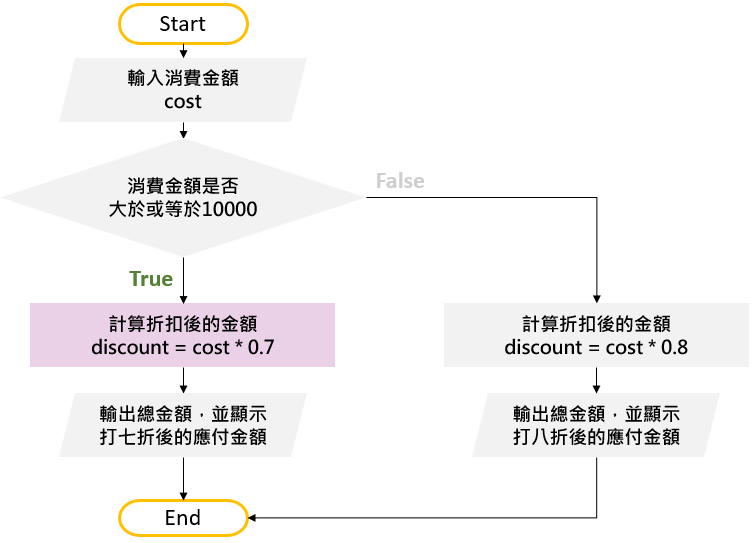 Start
輸入消費金額
cost
消費金額是否
大於或等於10000
False
True
計算折扣後的金額
discount = cost * 0.7
計算折扣後的金額
discount = cost * 0.8
輸出總金額，並顯示
打七折後的應付金額
輸出總金額，並顯示
打八折後的應付金額
End